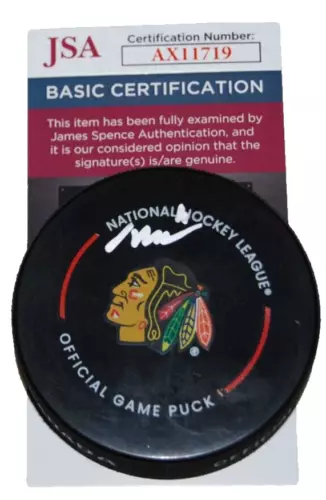 JSA
Certification Number:
AX11719
BASIC CERTIFICATION
This item has been fully examined by
James Spence Authentication, and
it is our considered opinion that the
signature(s) is/are genuine.
NATIONAL HOCKEY LEAGUE®
OFFICIAL GAME PUCK